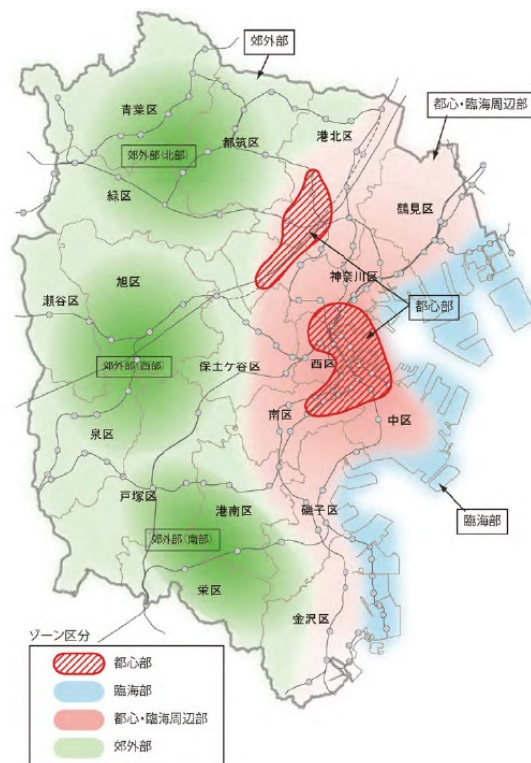 郊外部
都心・臨海周辺部
青葉区
郊外部(北部)
都筑区
港北区
緑区
鶴見区
旭区
神奈川区
瀬谷区
都心部
郊外部(西部)
保土ケ谷区
西区
泉区
南区
中区
戸塚区
港南区
磯子区
臨海部
郊外部(南部)
栄区
金沢区
ゾーン区分
都心部
臨海部
都心・臨海周辺部
郊外部